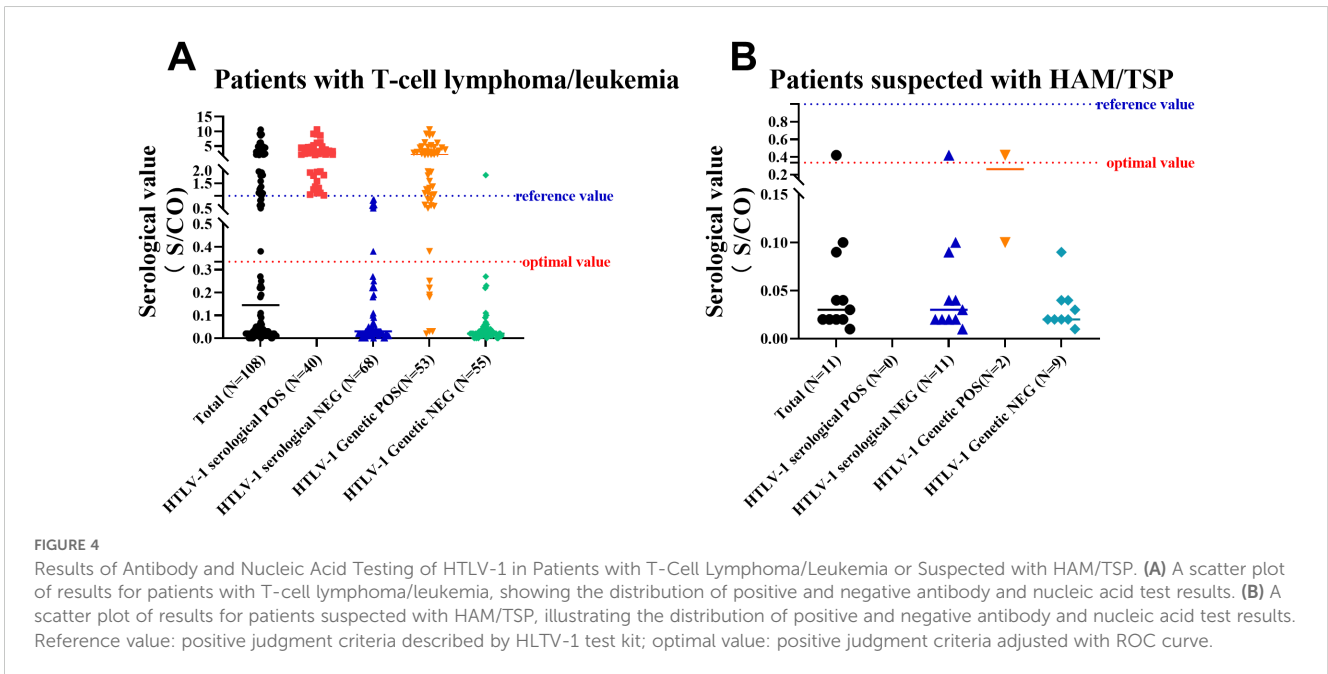 A
Patients with T-cell lymphoma/leukemia
Serological value
( S/CO)
15
10
5
2.0
1.5
0.5
0.5
0.4
0.3
0.2
0.1
0.0
reference value
optimal value
Total (N=108)
HTLV-1 serological POS (N=40)
HTLV-1 serological NEG (N=68)
HTLV-1 Genetic POS(N=53)
HTLV-1 Genetic NEG (N=55)
B
Patients suspected with HAM/TSP
Serological value
( S/CO)
0.8
0.6
0.4
0.2
0.15
0.10
0.05
0.00
reference value
optimal value
Total (N=11)
HTLV-1 serological POS (N=0)
HTLV-1 serological NEG (N=11)
HTLV-1 Genetic POS(N=2)
HTLV-1 Genetic NEG (N=9)
FIGURE 4
Results of Antibody and Nucleic Acid Testing of HTLV-1 in Patients with T-Cell Lymphoma/Leukemia or Suspected with HAM/TSP. (A) A scatter plot
of results for patients with T-cell lymphoma/leukemia, showing the distribution of positive and negative antibody and nucleic acid test results. (B) A
scatter plot of results for patients suspected with HAM/TSP, illustrating the distribution of positive and negative antibody and nucleic acid test results.
Reference value: positive judgment criteria described by HLTV-1 test kit; optimal value: positive judgment criteria adjusted with ROC curve.